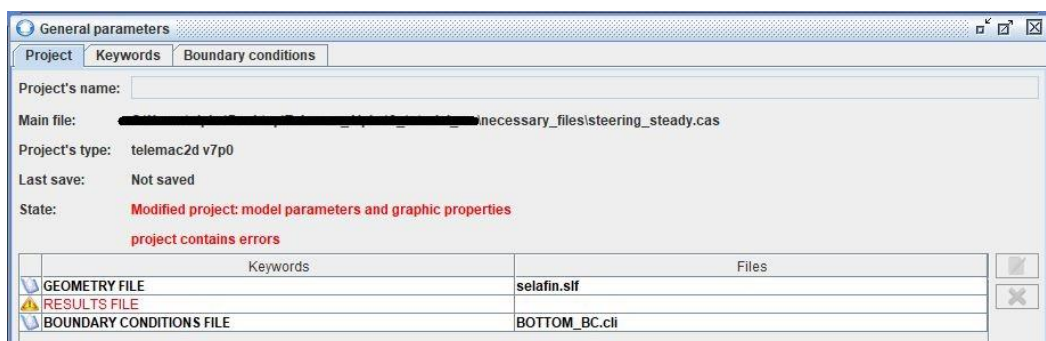 General parameters
Project Keywords Boundary conditions
Project's name:
Main file: \necessary_files\steering_steady.cas
Project's type: telemac2d v7p0
Last save: Not saved
State: Modified project: model parameters and graphic properties
project contains errors
Keywords Files
GEOMETRY FILE selafin.slf
RESULTS FILE
BOUNDARY CONDITIONS FILE BOTTOM_BC.cli